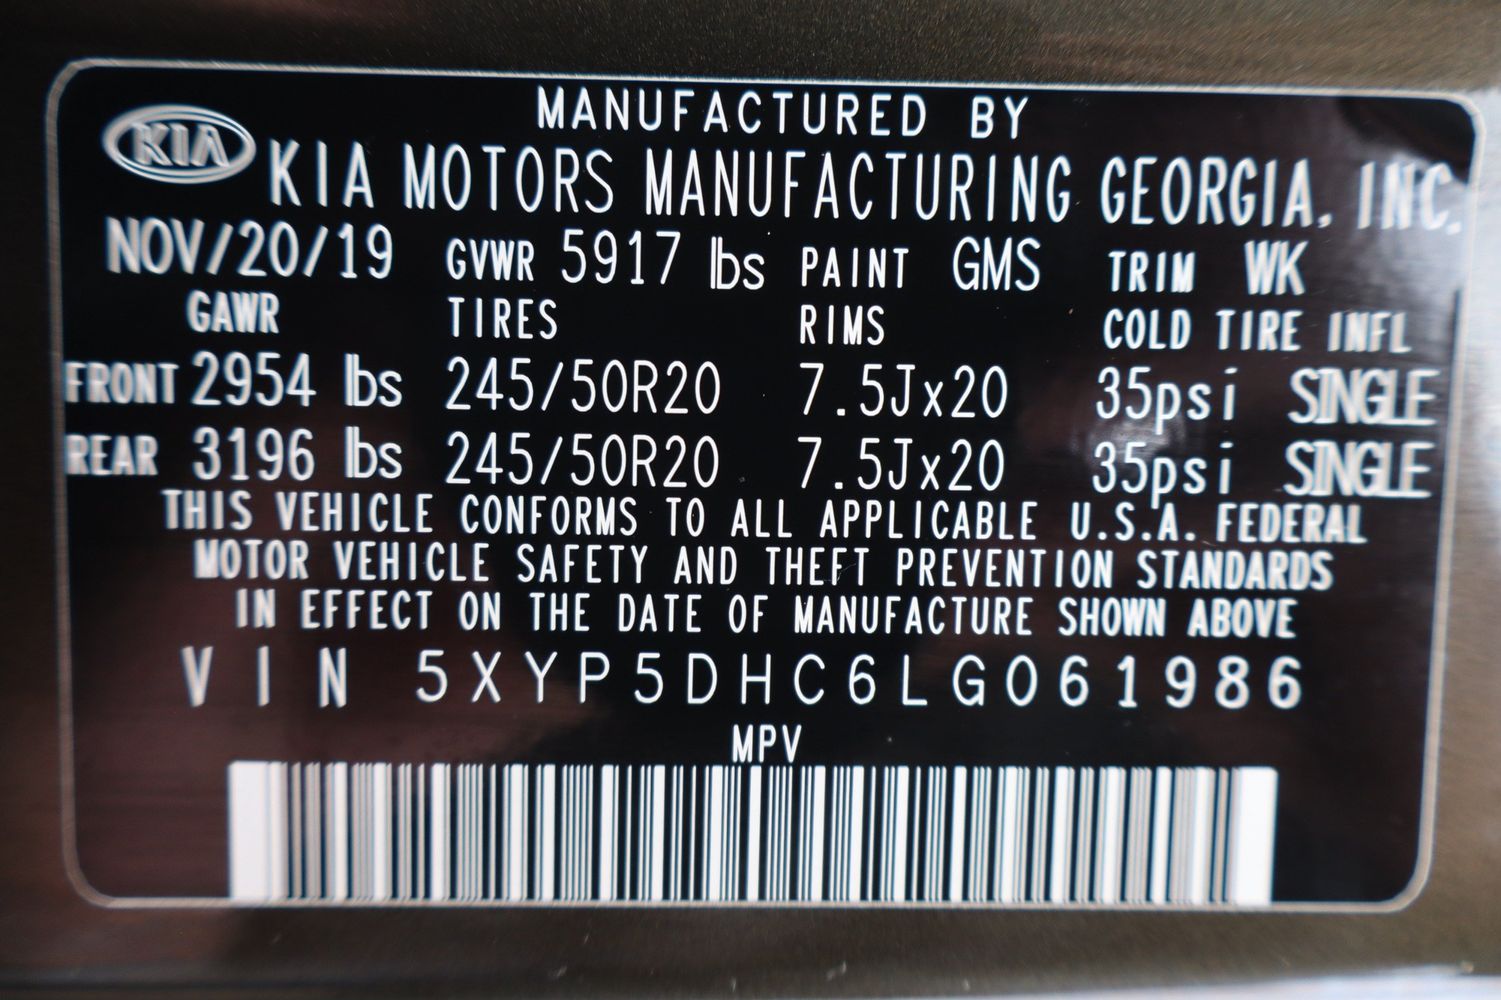 MANUFACTURED BY
KIA KIA MOTORS MANUFACTURING GEORGIA, INC.
NOV/20/19 GVWR 5917 lbs PAINT GMS TRIM WK
GAWR TIRES RIMS COLD TIRE INFL
FRONT 2954 lbs 245/50R20 7.5Jx20 35psi SINGLE
REAR 3196 lbs 245/50R20 7.5Jx20 35psi SINGLE
THIS VEHICLE CONFORMS TO ALL APPLICABLE U.S.A. FEDERAL
MOTOR VEHICLE SAFETY AND THEFT PREVENTION STANDARDS
IN EFFECT ON THE DATE OF MANUFACTURE SHOWN ABOVE
VIN 5XYP5DHC6LG061986
MPV